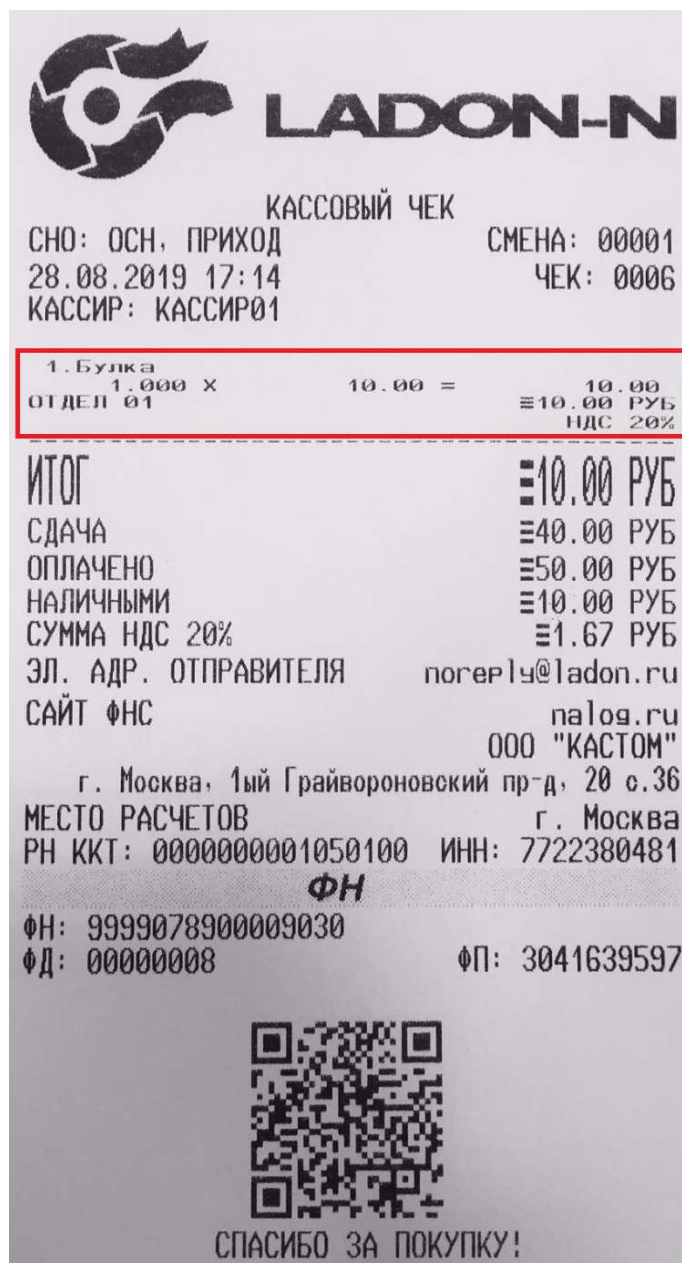 LADON-N
КАССОВЫЙ ЧЕК
СНО: ОСН, ПРИХОД СМЕНА: 00001
28.08.2019 17:14 ЧЕК: 0006
КАССИР: КАССИР01
1.Булка
1.000 X 10.00 = 10.00
ОТДЕЛ 01 ≡10.00 РУБ
НДС 20%
ИТОГ ≡10.00 РУБ
СДАЧА ≡40.00 РУБ
ОПЛАЧЕНО ≡50.00 РУБ
НАЛИЧНЫМИ ≡10.00 РУБ
СУММА НДС 20% ≡1.67 РУБ
ЭЛ. АДР. ОТПРАВИТЕЛЯ noreply@ladon.ru
САЙТ ФНС nalog.ru
ООО "КАСТОМ"
г. Москва, 1ый Грайвороновский пр-д, 20 с.36
МЕСТО РАСЧЕТОВ г. Москва
РН ККТ: 0000000001050100 ИНН: 7722380481
ФН
ФН: 9999078900009030
ФД: 00000008 ФП: 3041639597
СПАСИБО ЗА ПОКУПКУ!